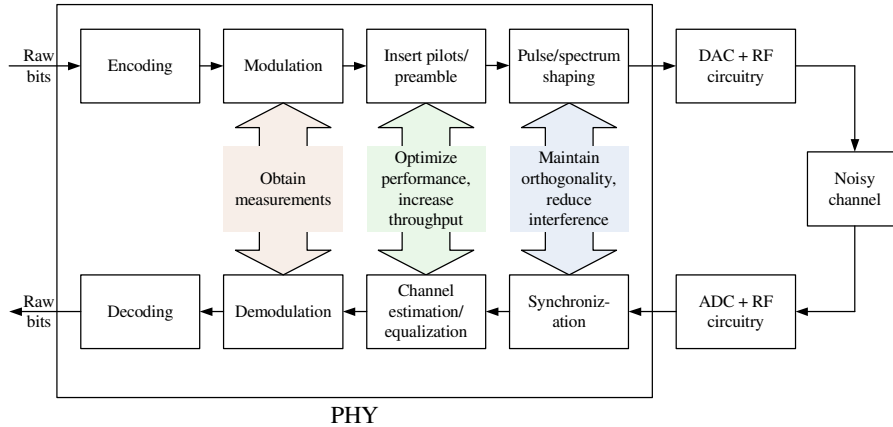 Raw
bits
Encoding
Modulation
Insert pilots/
preamble
Pulse/spectrum
shaping
DAC + RF
circuitry
Obtain
measurements
Optimize
performance,
increase
throughput
Maintain
orthogonality,
reduce
interference
Noisy
channel
Raw
bits
Decoding
Demodulation
Channel
estimation/
equalization
Synchroniz-
ation
ADC + RF
circuitry
PHY